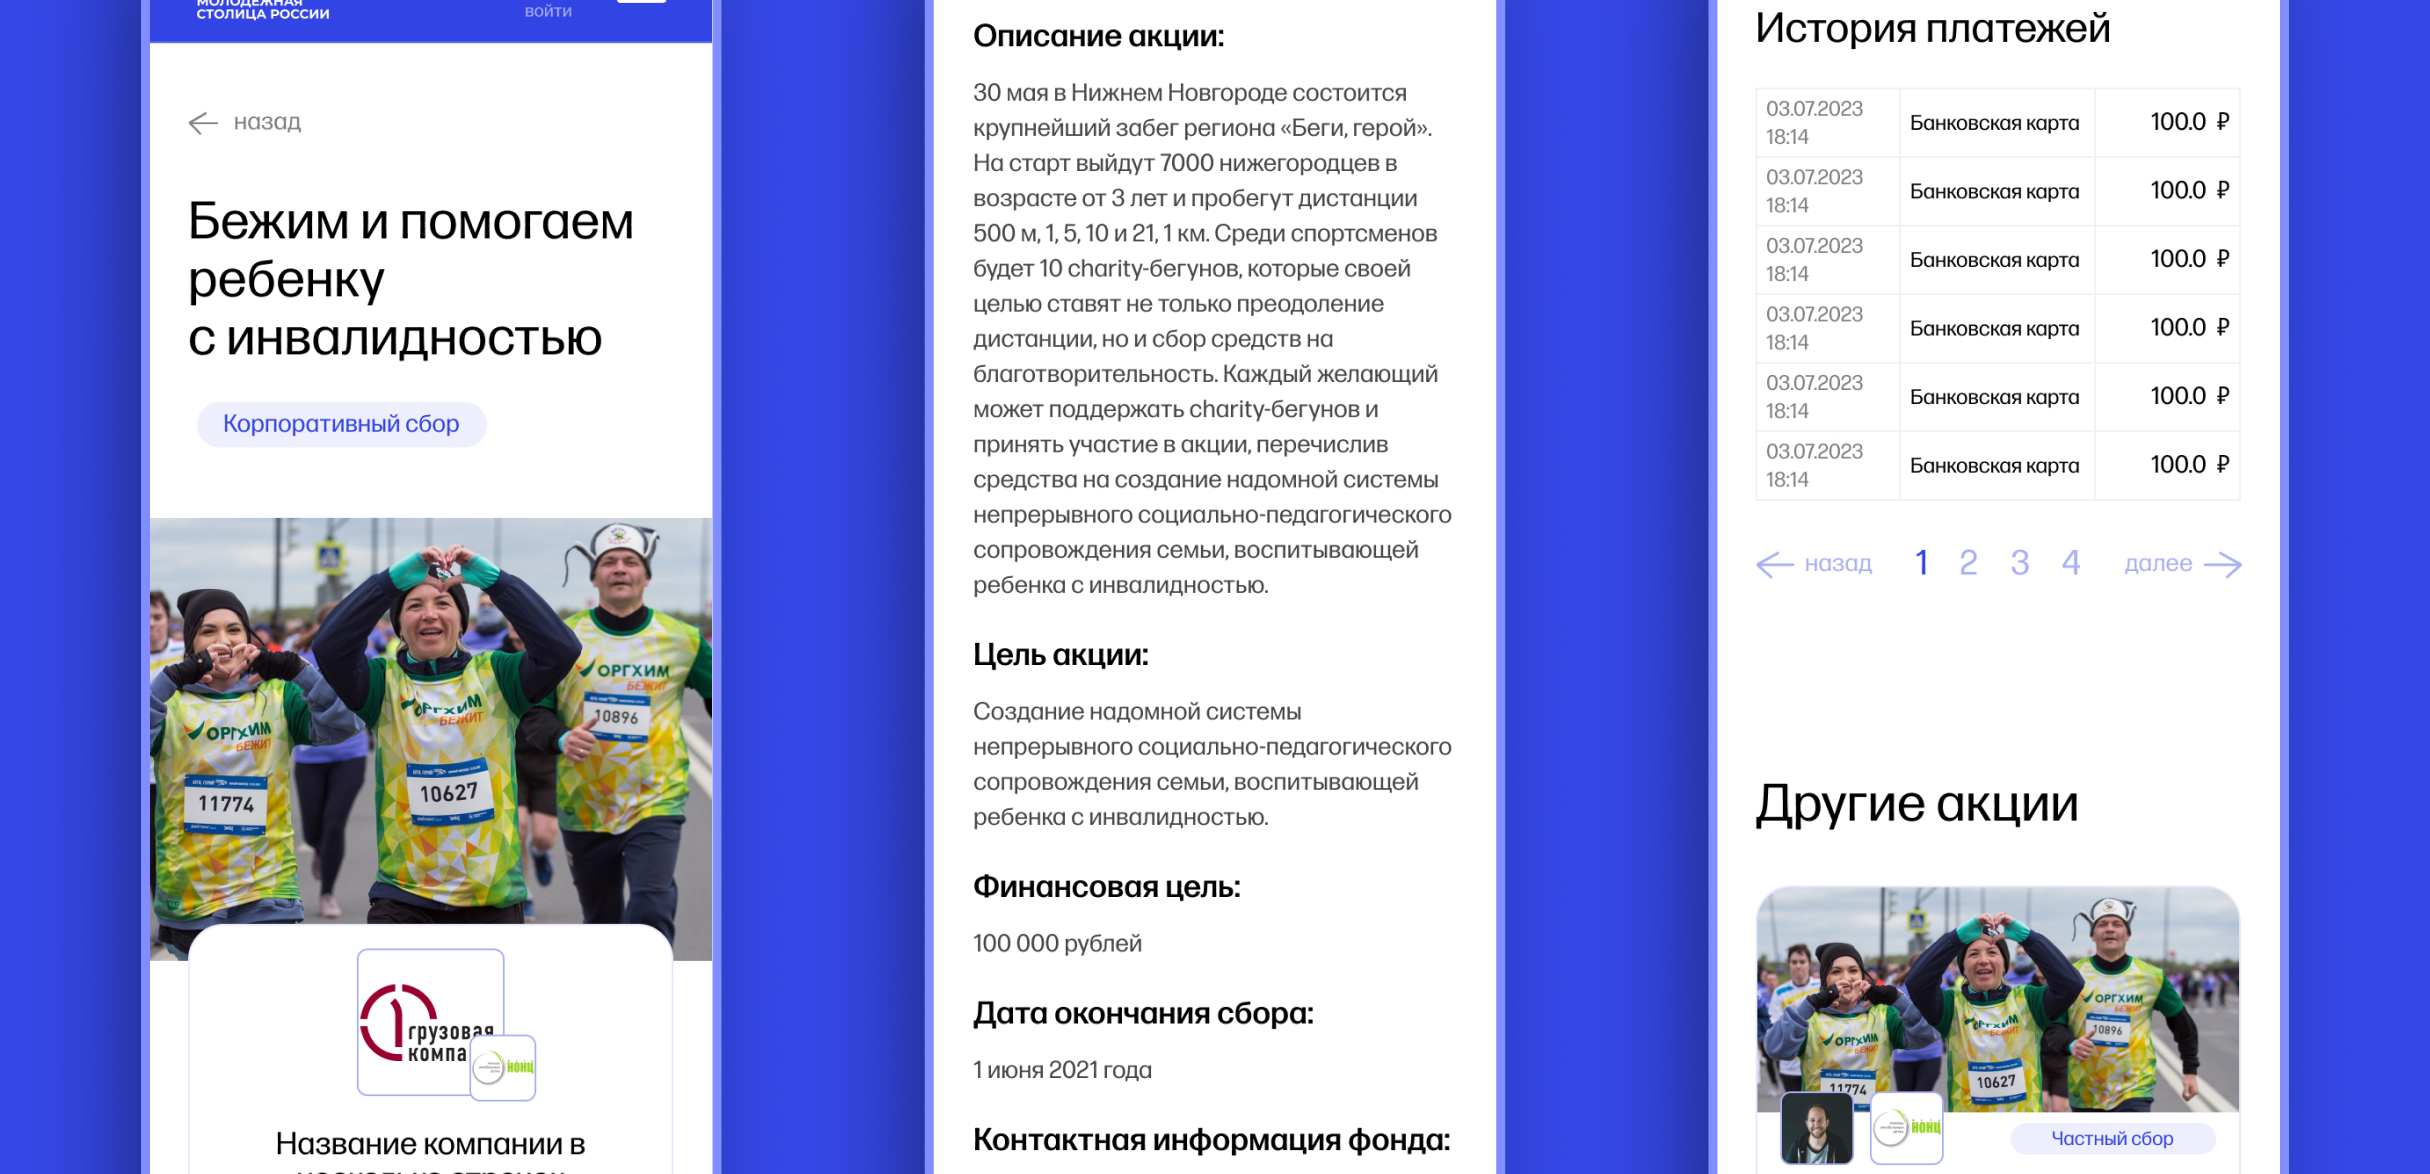 МОЛОДЕЖНАЯ
СТОЛИЦА РОССИИ
войти
назад
Бежим и помогаем
ребенку
с инвалидностью
Корпоративный сбор
ОРГХИМ
БЕЖИТ
10896
ОРГХИМ
БЕЖИТ
ОРГХИМ
БЕЖИТ
11774
10627
грузовая
компа
НОНЦ
Название компании в
несколько строчек
Описание акции:
30 мая в Нижнем Новгороде состоится
крупнейший забег региона «Беги, герой».
На старт выйдут 7000 нижегородцев в
возрасте от 3 лет и пробегут дистанции
500 м, 1, 5, 10 и 21, 1 км. Среди спортсменов
будет 10 charity-бегунов, которые своей
целью ставят не только преодоление
дистанции, но и сбор средств на
благотворительность. Каждый желающий
может поддержать charity-бегунов и
принять участие в акции, перечислив
средства на создание надомной системы
непрерывного социально-педагогического
сопровождения семьи, воспитывающей
ребенка с инвалидностью.
Цель акции:
Создание надомной системы
непрерывного социально-педагогического
сопровождения семьи, воспитывающей
ребенка с инвалидностью.
Финансовая цель:
100 000 рублей
Дата окончания сбора:
1 июня 2021 года
Контактная информация фонда:
История платежей
03.07.2023
18:14
Банковская карта
100.0 ₽
03.07.2023
18:14
Банковская карта
100.0 ₽
03.07.2023
18:14
Банковская карта
100.0 ₽
03.07.2023
18:14
Банковская карта
100.0 ₽
03.07.2023
18:14
Банковская карта
100.0 ₽
03.07.2023
18:14
Банковская карта
100.0 ₽
назад 1 2 3 4 далее
Другие акции
ОРГХИМ
10896
ОРГХИМ
БЕЖИТ
ОРГХИМ
БЕЖИТ
11774
10627
НОНЦ
Частный сбор